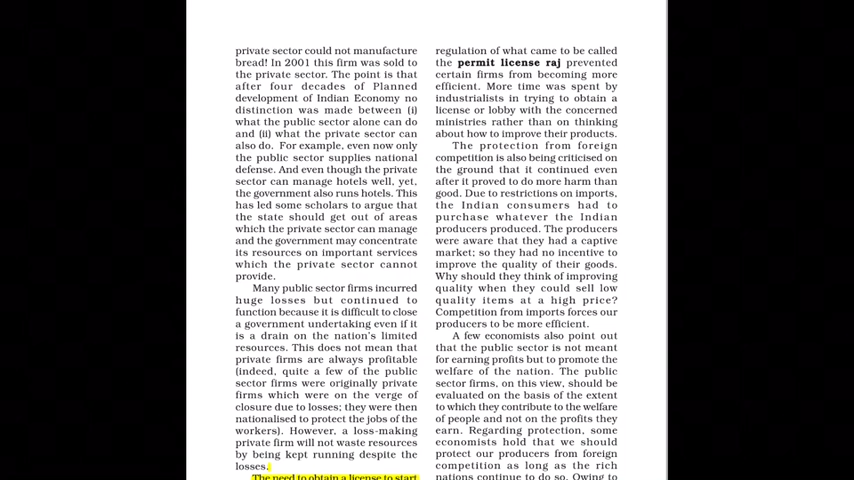 private sector could not manufacture
bread! In 2001 this firm was sold to
the private sector. The point is that
after four decades of Planned
development of Indian Economy no
distinction was made between (i)
what the public sector alone can do
and (ii) what the private sector can
also do. For example, even now only
the public sector supplies national
defense. And even though the private
sector can manage hotels well, yet,
the government also runs hotels. This
has led some scholars to argue that
the state should get out of areas
which the private sector can manage
and the government may concentrate
its resources on important services
which the private sector cannot
provide.
Many public sector firms incurred
huge losses but continued to
function because it is difficult to close
a government undertaking even if it
is a drain on the nation's limited
resources. This does not mean that
private firms are always profitable
(indeed, quite a few of the public
sector firms were originally private
firms which were on the verge of
closure due to losses; they were then
nationalised to protect the jobs of the
workers). However, a loss-making
private firm will not waste resources
by being kept running despite the
losses.
The need to obtain a license to start
regulation of what came to be called
the permit license raj prevented
certain firms from becoming more
efficient. More time was spent by
industrialists in trying to obtain a
license or lobby with the concerned
ministries rather than on thinking
about how to improve their products.
The protection from foreign
competition is also being criticised on
the ground that it continued even
after it proved to do more harm than
good. Due to restrictions on imports,
the Indian consumers had to
purchase whatever the Indian
producers produced. The producers
were aware that they had a captive
market; so they had no incentive to
improve the quality of their goods.
Why should they think of improving
quality when they could sell low
quality items at a high price?
Competition from imports forces our
producers to be more efficient.
A few economists also point out
that the public sector is not meant
for earning profits but to promote the
welfare of the nation. The public
sector firms, on this view, should be
evaluated on the basis of the extent
to which they contribute to the welfare
of people and not on the profits they
earn. Regarding protection, some
economists hold that we should
protect our producers from foreign
competition as long as the rich
nations continue to do so. Owing to